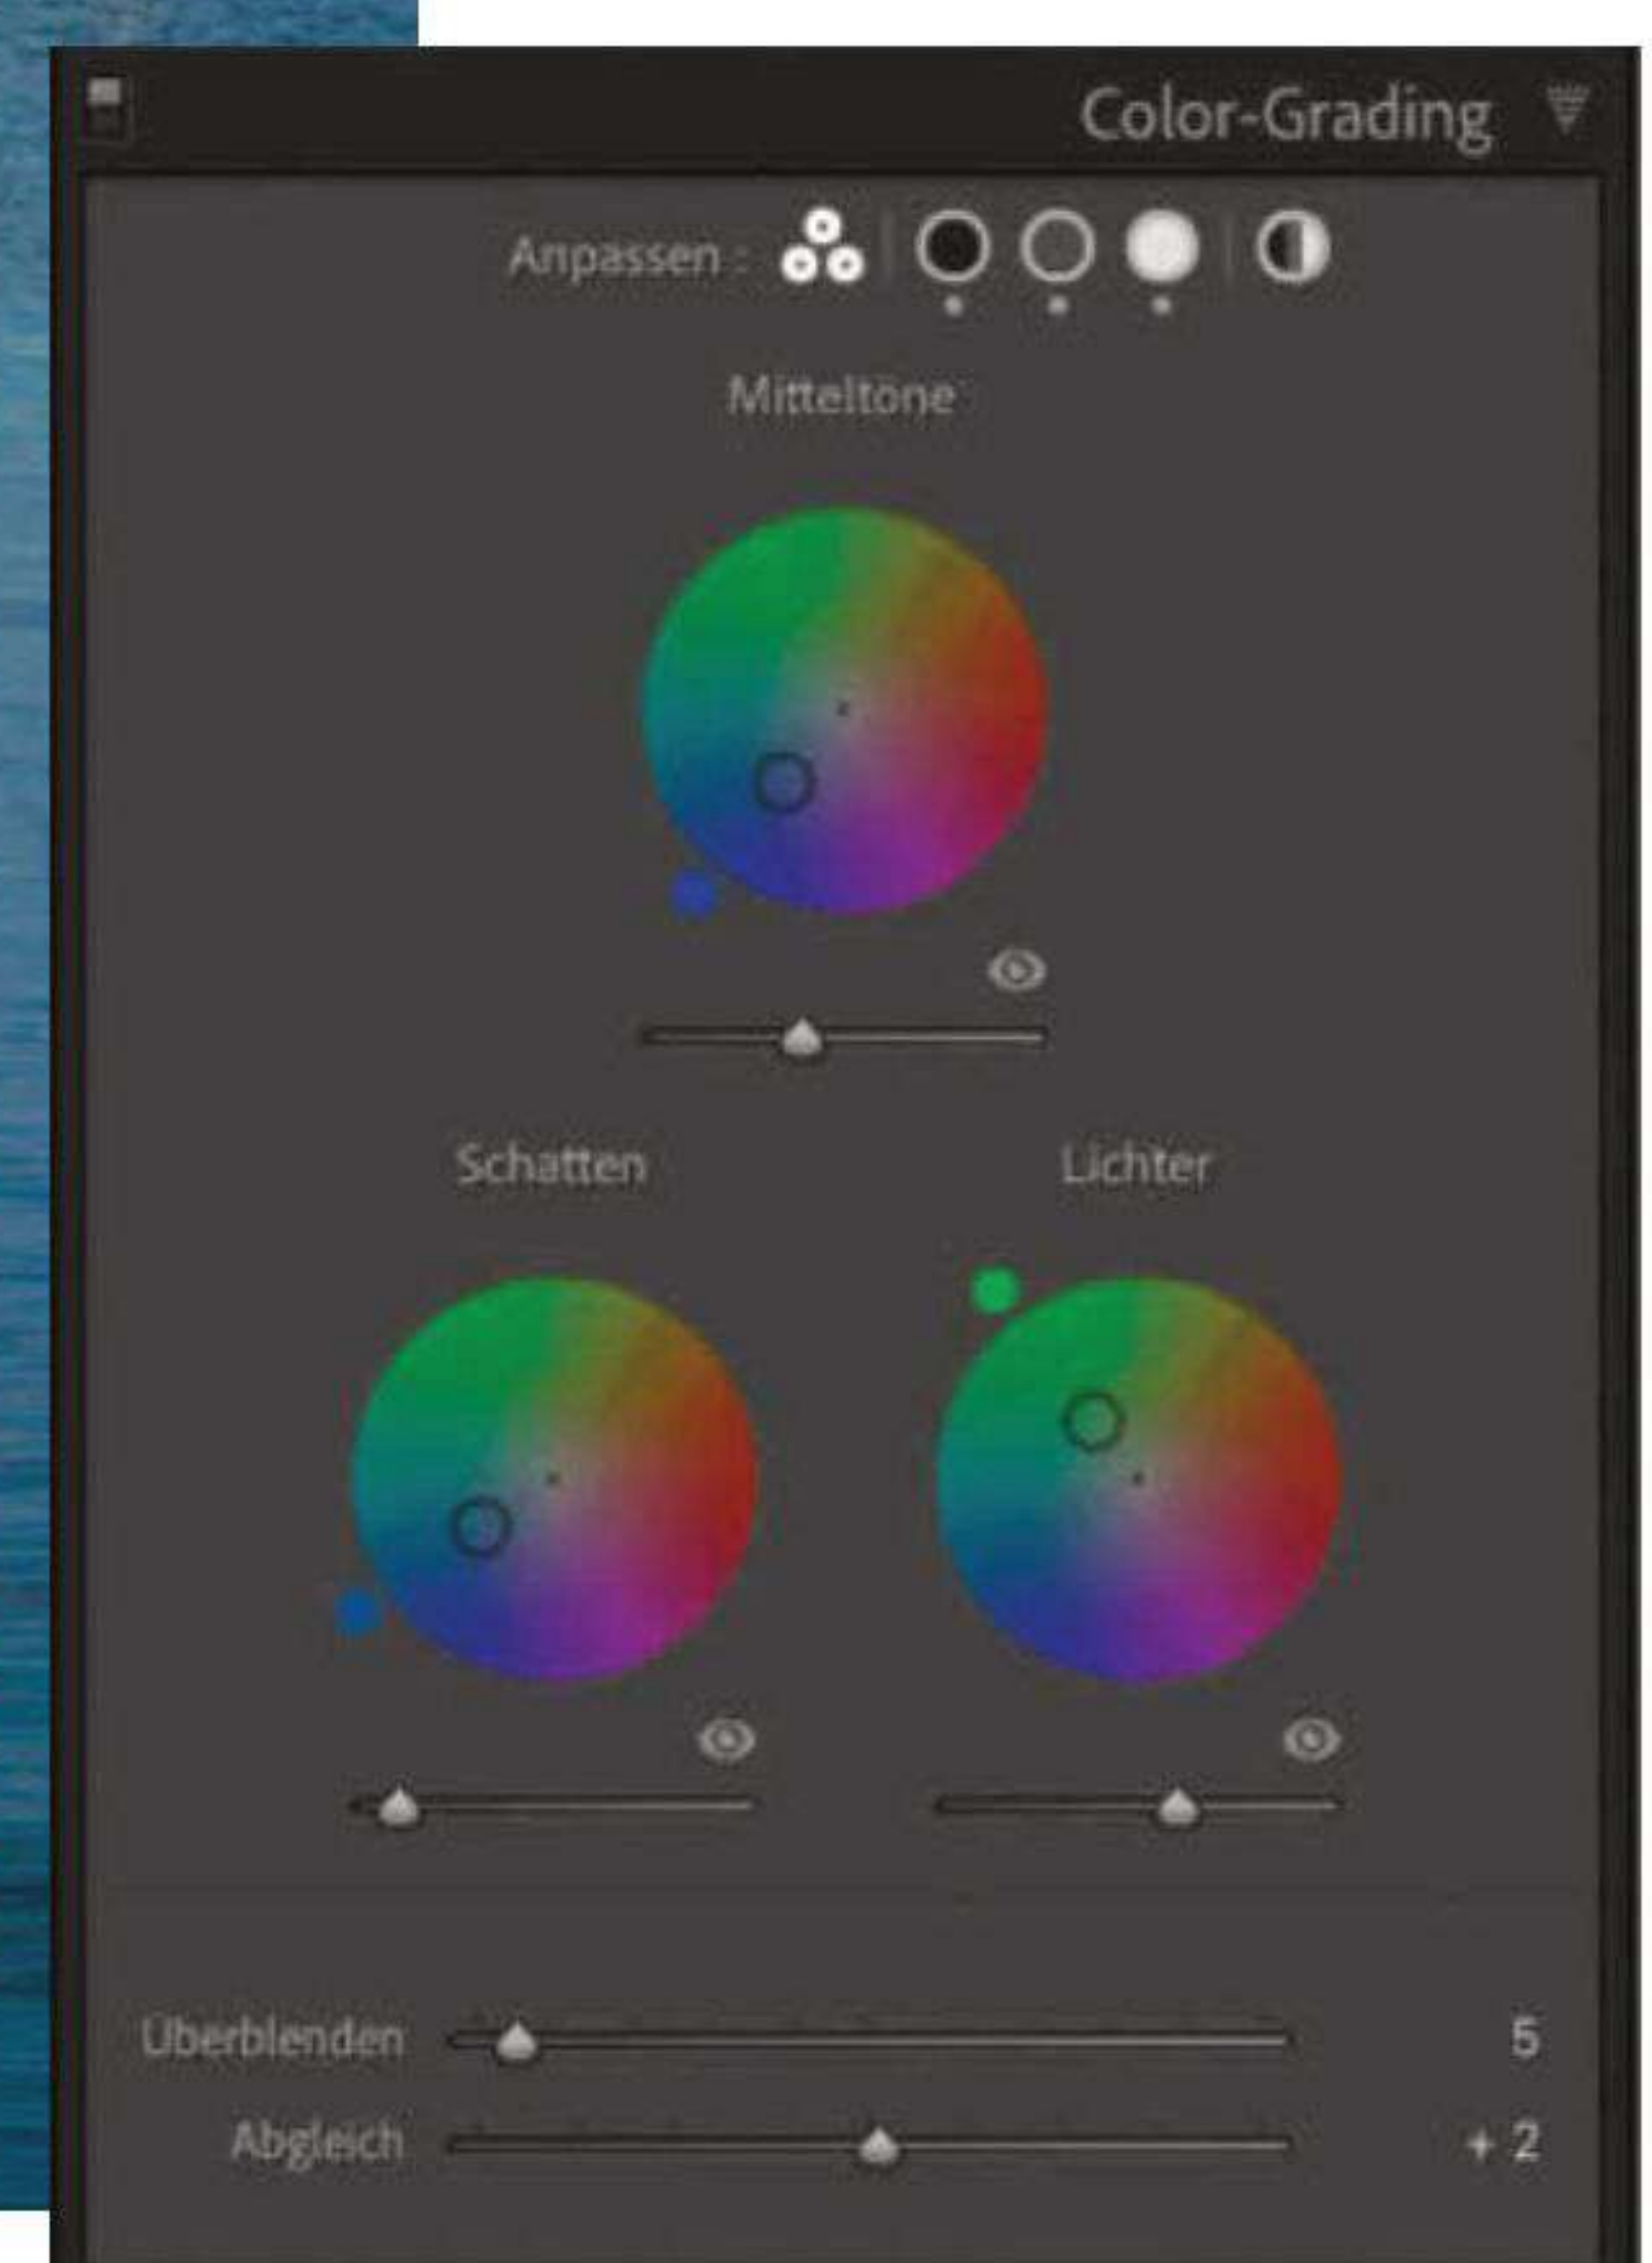 Color-Grading
Anpassen :
Mitteltöne
Schatten
Lichter
Überblenden 5
Abgleich + 2